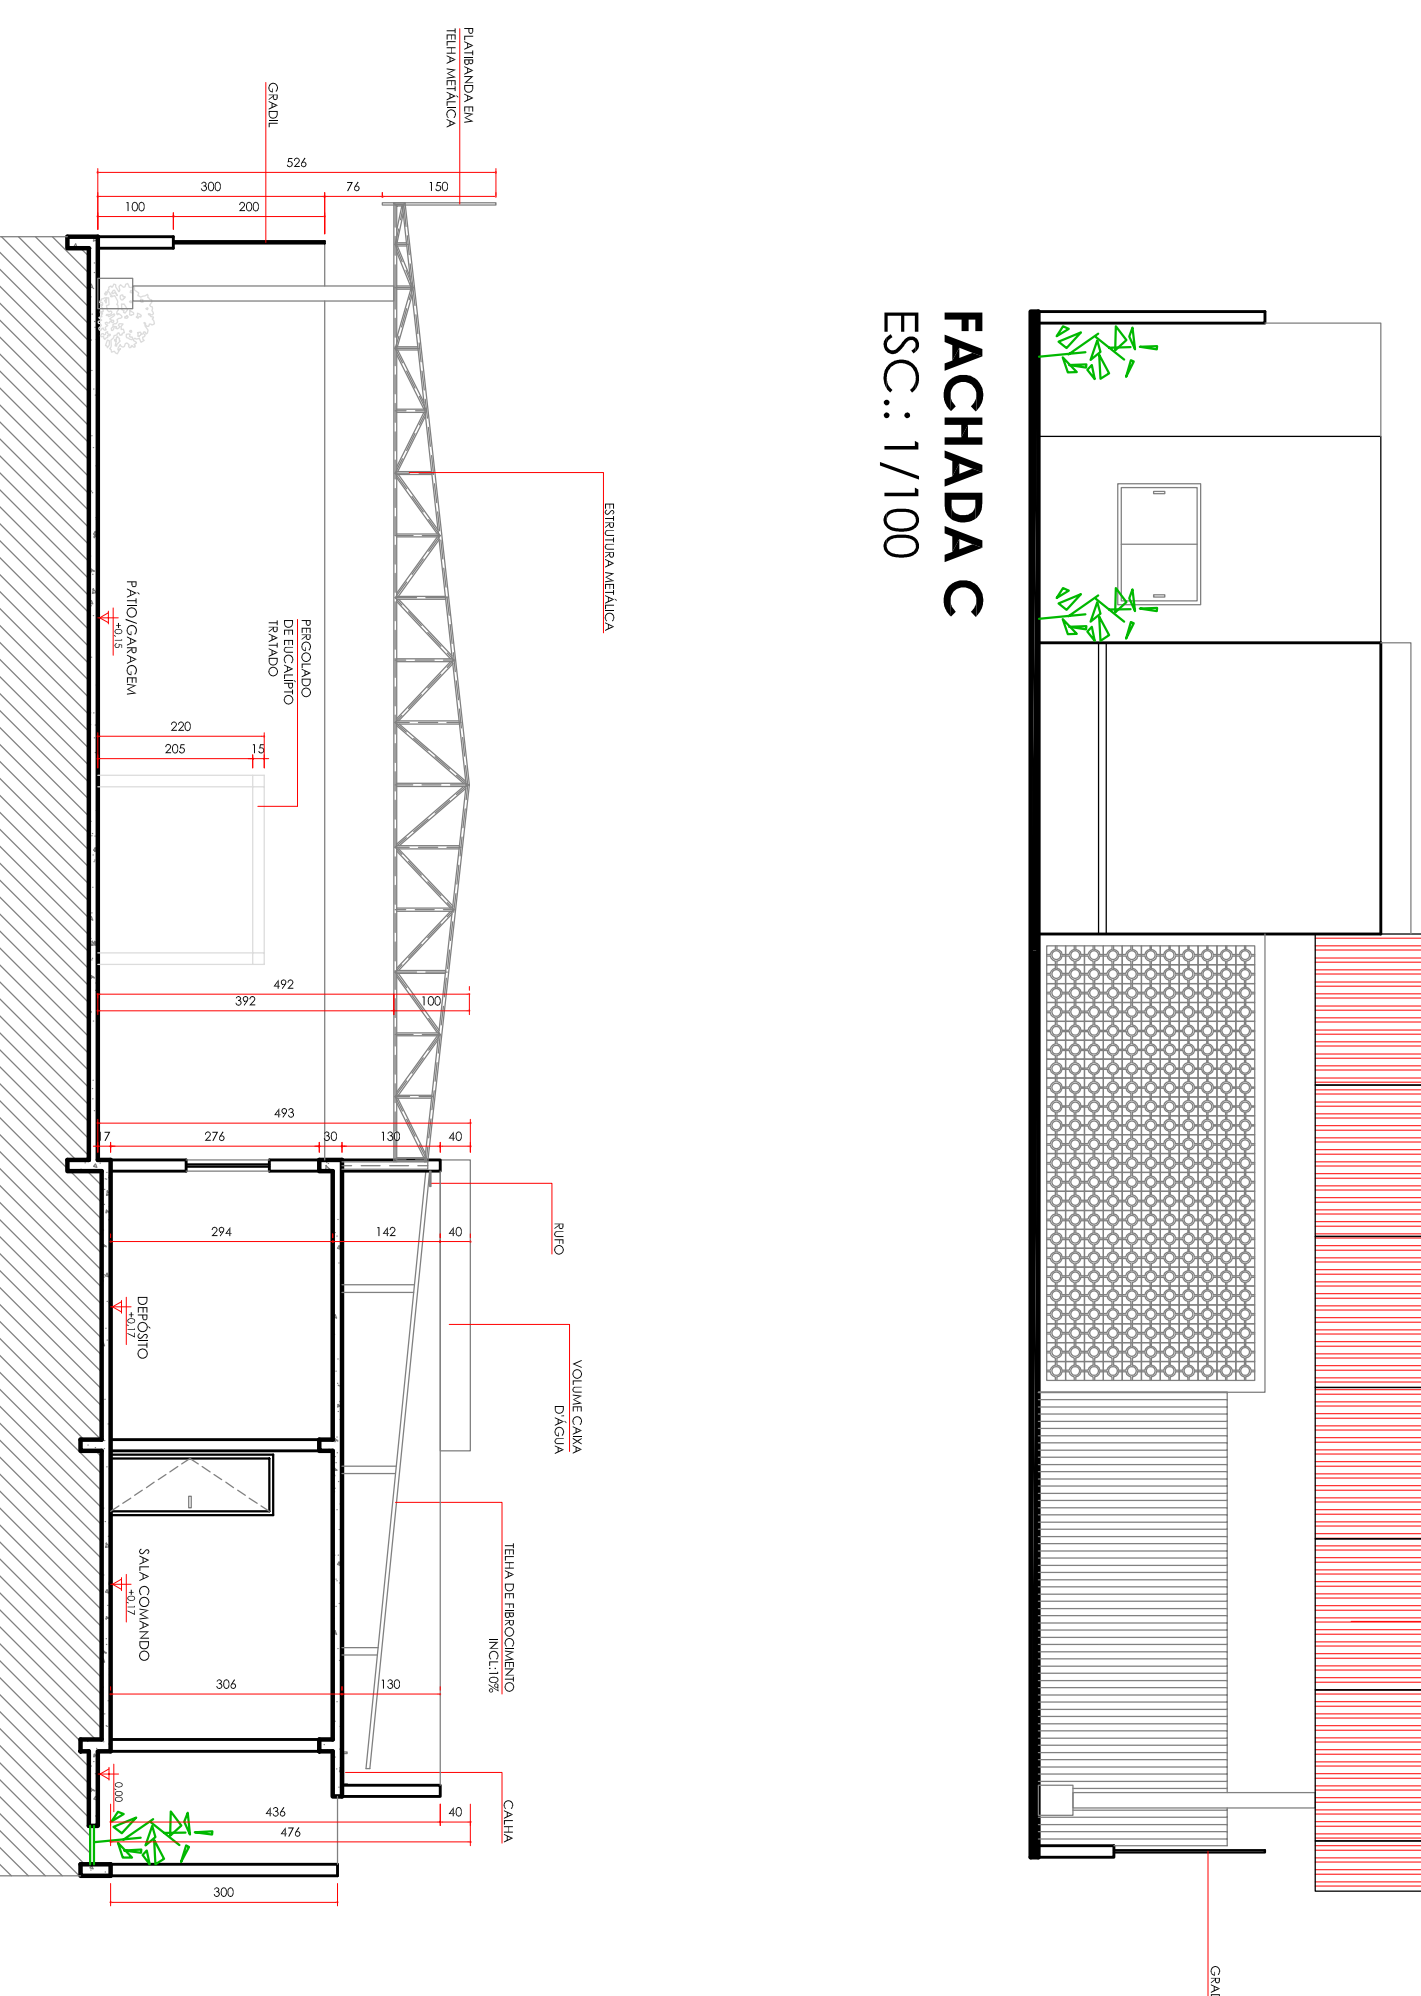 PLATIBANDA EM
TELHA METÁLICA
GRADIL
526
300
76
150
100
200
FACHADA C
ESC.: 1/100
ESTRUTURA METÁLICA
PÁTIO/GARAGEM
+0,15
PERGOLADO
DE EUCALÍPTO
TRATADO
220
205
15
492
392
100
493
17
276
30
130
40
294
142
40
RUFO
DEPÓSITO
+0,17
VOLUME CAIXA
D'ÁGUA
SALA COMANDO
+0,17
TELHA DE FIBROCIMENTO
INCL:10%
306
130
0,00
436
40
476
CALHA
300